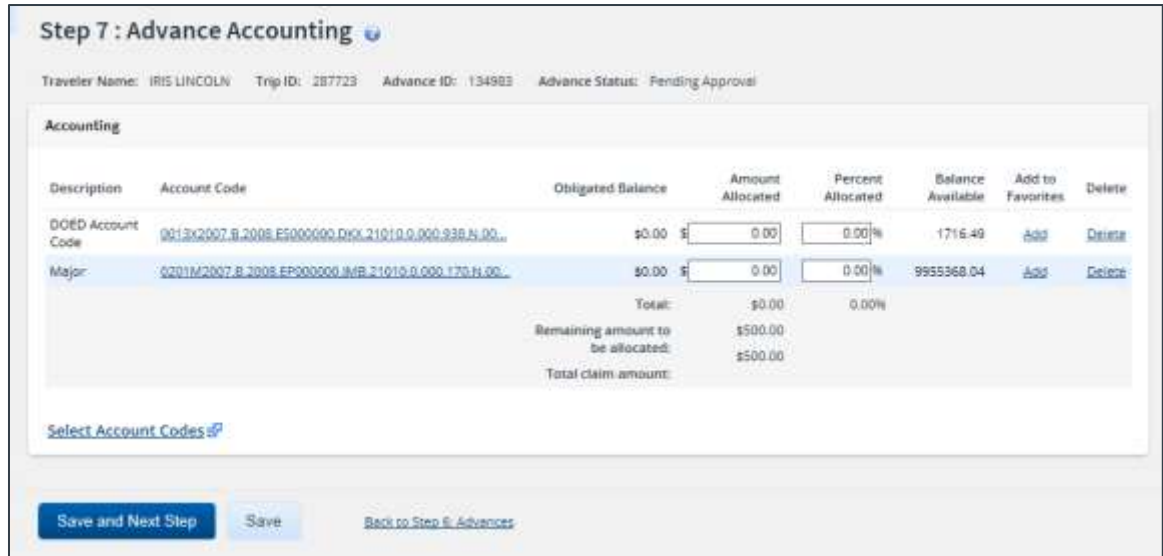 Step 7 : Advance Accounting
Traveler Name: IRIS LINCOLN Trip ID: 287723 Advance ID: 134983 Advance Status: Pending Approval
Accounting
Description Account Code Obligated Balance Amount Allocated Percent Allocated Balance Available Add to Favorites Delete
DOED Account Code 0013X2007.B.2008.ES000000.DKX.21010.0.000.938.N.00... $0.00 $ 0.00 0.00 % 1716.49 Add Delete
Major 0201M2007.B.2008.EP000000.IMB.21010.0.000.170.N.00... $0.00 $ 0.00 0.00 % 9955368.04 Add Delete
Total: $0.00 0.00%
Remaining amount to be allocated: $500.00
Total claim amount: $500.00
Select Account Codes
Save and Next Step Save Back to Step 6: Advances